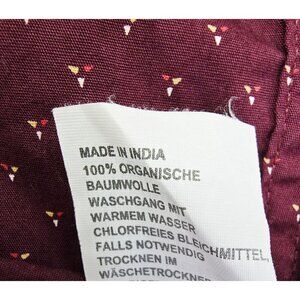 MADE IN INDIA
100% ORGANISCHE
BAUMWOLLE
WASCHGANG MIT
WARMEM WASSER
CHLORFREIES BLEICHMITTEL,
FALLS NOTWENDIG
TROCKNEN IM
WÄSCHETROCKNER